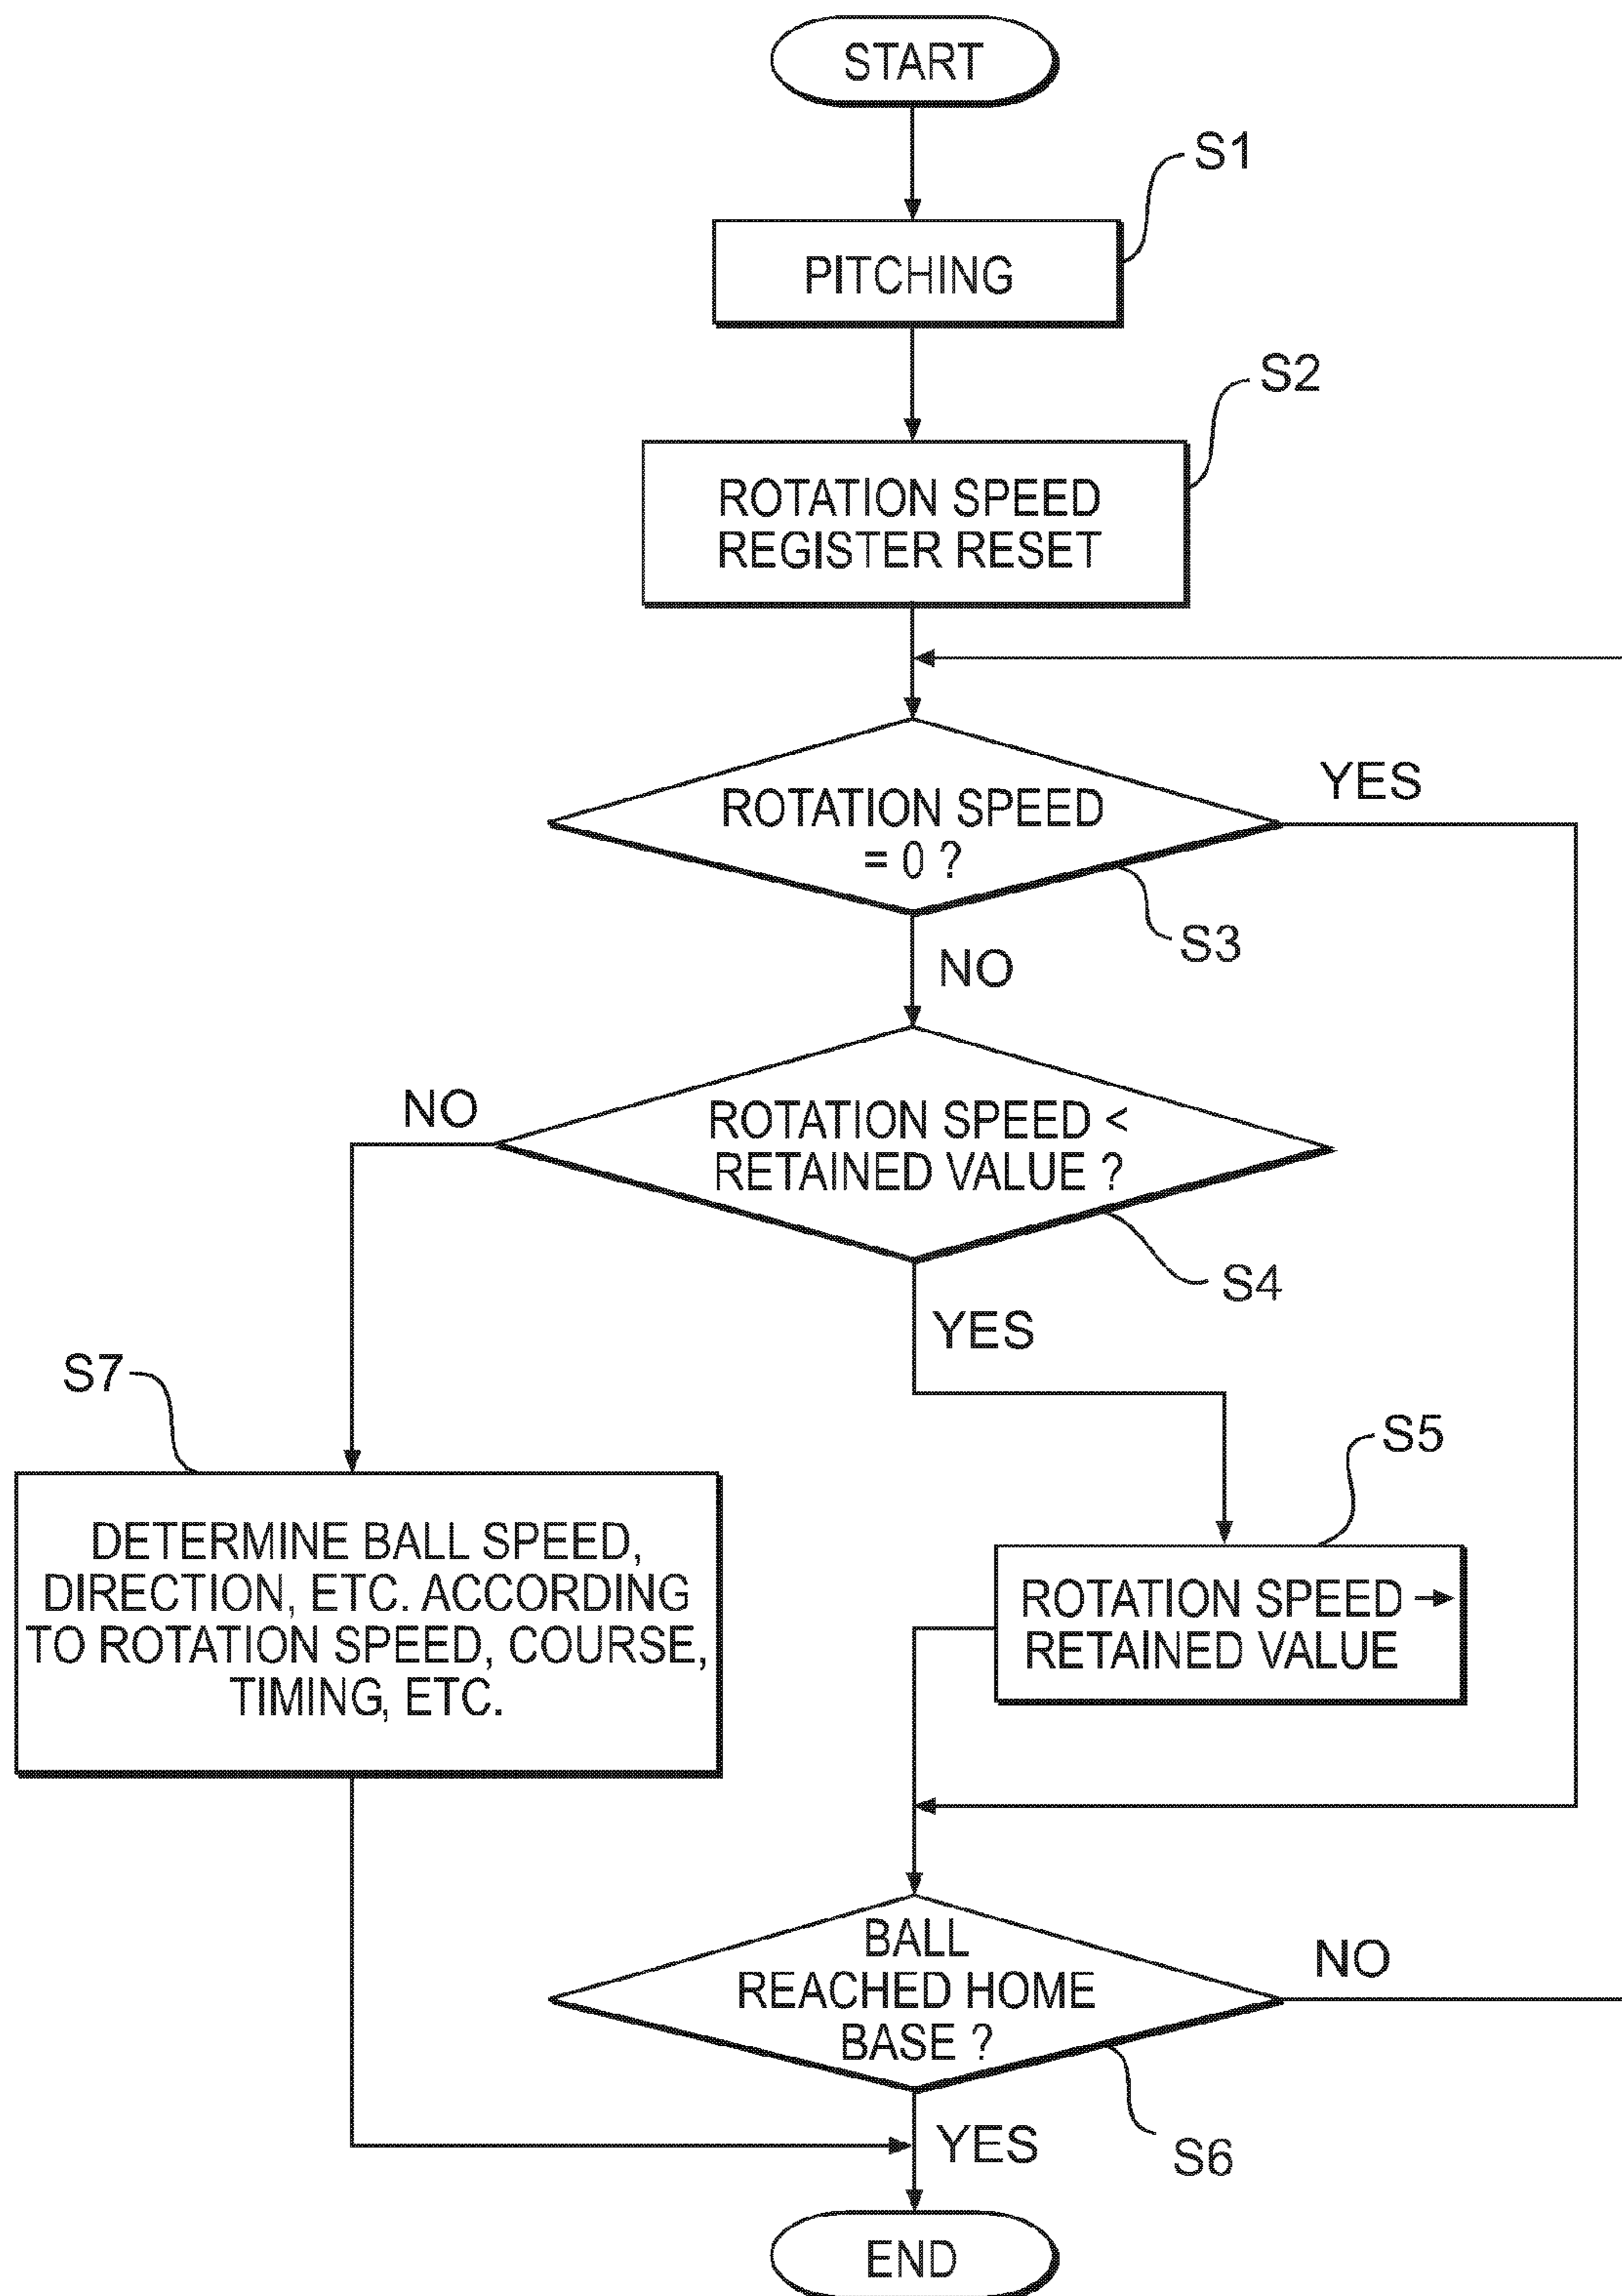 START
S1
PITCHING
S2
ROTATION SPEED
REGISTER RESET
YES
ROTATION SPEED
= 0 ?
S3
NO
NO
ROTATION SPEED <
RETAINED VALUE ?
S4
YES
S7
S5
DETERMINE BALL SPEED,
DIRECTION, ETC. ACCORDING
TO ROTATION SPEED, COURSE,
TIMING, ETC.
ROTATION SPEED →
RETAINED VALUE
BALL
REACHED HOME
BASE ?
NO
YES
S6
END